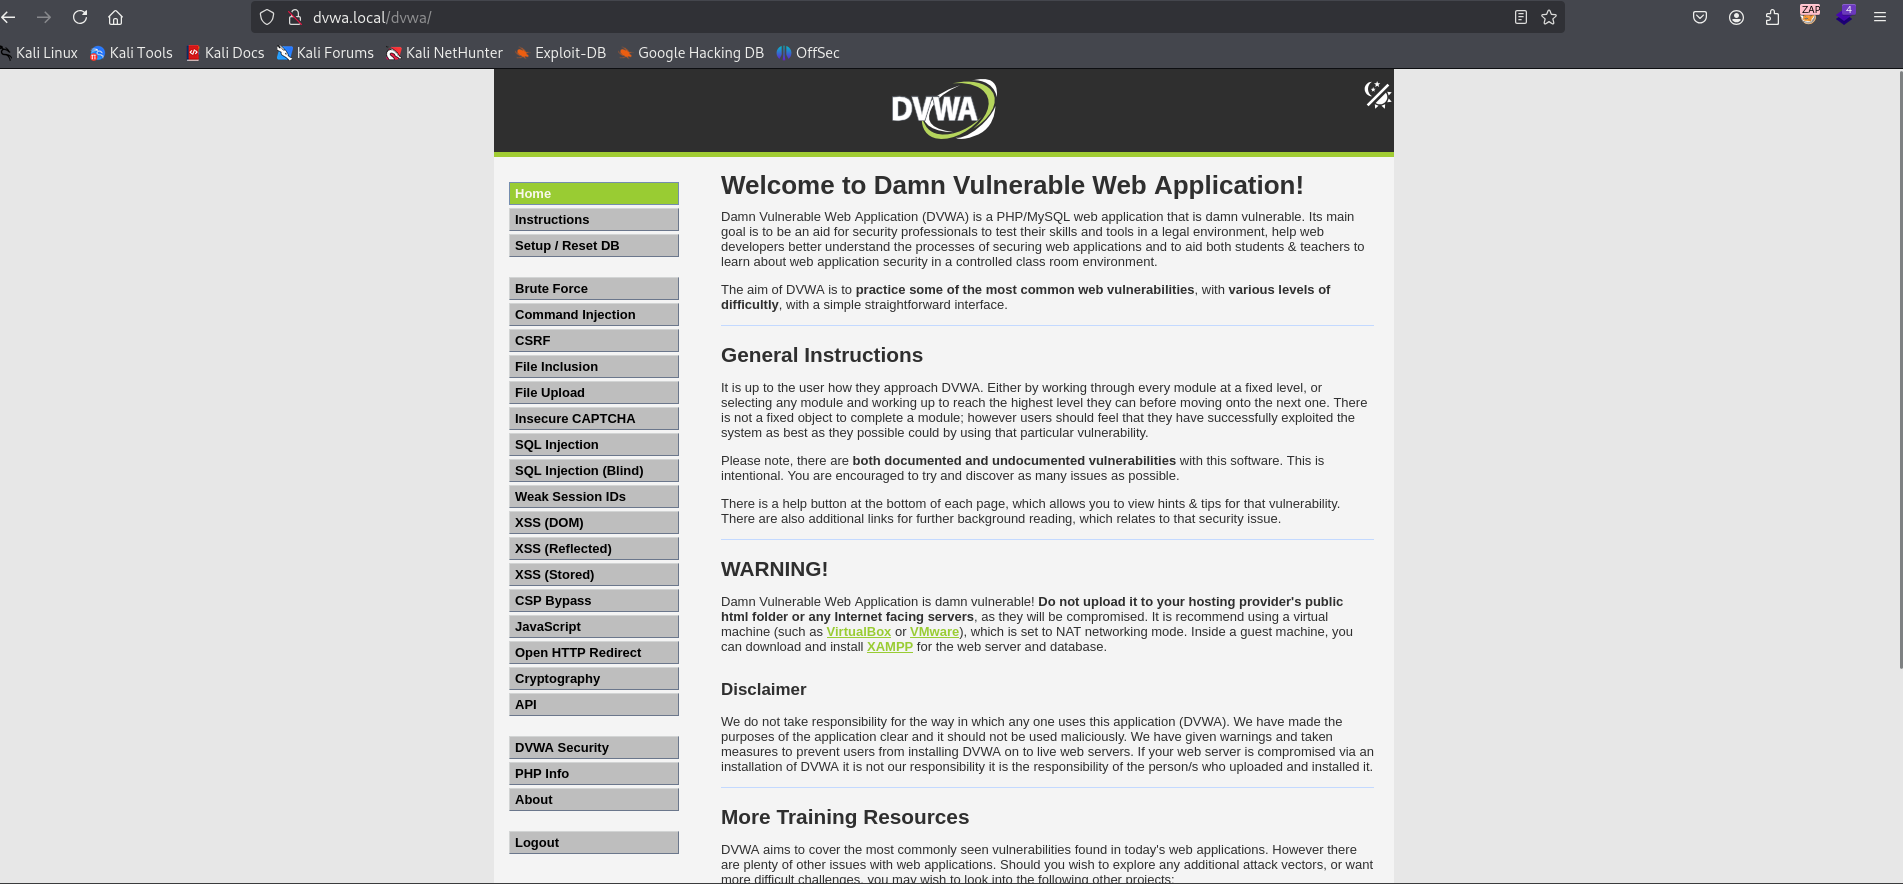 dvwa.local/dvwa/
ZAP
4
Kali Linux
Kali Tools
Kali Docs
Kali Forums
Kali NetHunter
Exploit-DB
Google Hacking DB
OffSec
DVWA
Home
Instructions
Setup / Reset DB
Brute Force
Command Injection
CSRF
File Inclusion
File Upload
Insecure CAPTCHA
SQL Injection
SQL Injection (Blind)
Weak Session IDs
XSS (DOM)
XSS (Reflected)
XSS (Stored)
CSP Bypass
JavaScript
Open HTTP Redirect
Cryptography
API
DVWA Security
PHP Info
About
Logout
Welcome to Damn Vulnerable Web Application!
Damn Vulnerable Web Application (DVWA) is a PHP/MySQL web application that is damn vulnerable. Its main
goal is to be an aid for security professionals to test their skills and tools in a legal environment, help web
developers better understand the processes of securing web applications and to aid both students & teachers to
learn about web application security in a controlled class room environment.
The aim of DVWA is to practice some of the most common web vulnerabilities, with various levels of
difficultly, with a simple straightforward interface.
General Instructions
It is up to the user how they approach DVWA. Either by working through every module at a fixed level, or
selecting any module and working up to reach the highest level they can before moving onto the next one. There
is not a fixed object to complete a module; however users should feel that they have successfully exploited the
system as best as they possible could by using that particular vulnerability.
Please note, there are both documented and undocumented vulnerabilities with this software. This is
intentional. You are encouraged to try and discover as many issues as possible.
There is a help button at the bottom of each page, which allows you to view hints & tips for that vulnerability.
There are also additional links for further background reading, which relates to that security issue.
WARNING!
Damn Vulnerable Web Application is damn vulnerable! Do not upload it to your hosting provider's public
html folder or any Internet facing servers, as they will be compromised. It is recommend using a virtual
machine (such as VirtualBox or VMware), which is set to NAT networking mode. Inside a guest machine, you
can download and install XAMPP for the web server and database.
Disclaimer
We do not take responsibility for the way in which any one uses this application (DVWA). We have made the
purposes of the application clear and it should not be used maliciously. We have given warnings and taken
measures to prevent users from installing DVWA on to live web servers. If your web server is compromised via an
installation of DVWA it is not our responsibility it is the responsibility of the person/s who uploaded and installed it.
More Training Resources
DVWA aims to cover the most commonly seen vulnerabilities found in today's web applications. However there
are plenty of other issues with web applications. Should you wish to explore any additional attack vectors, or want
more difficult challenges, you may wish to look into the following other projects: